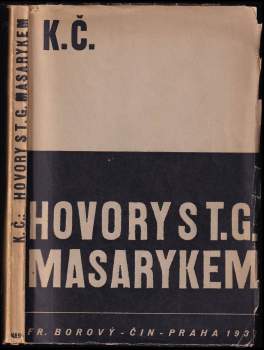 K.Č.
HOVORY S T.G.
MASARYKEM
FR. BOROVÝ - ČIN - PRAHA 193
K.Č.: HOVORY S T.G. MASARYKEM